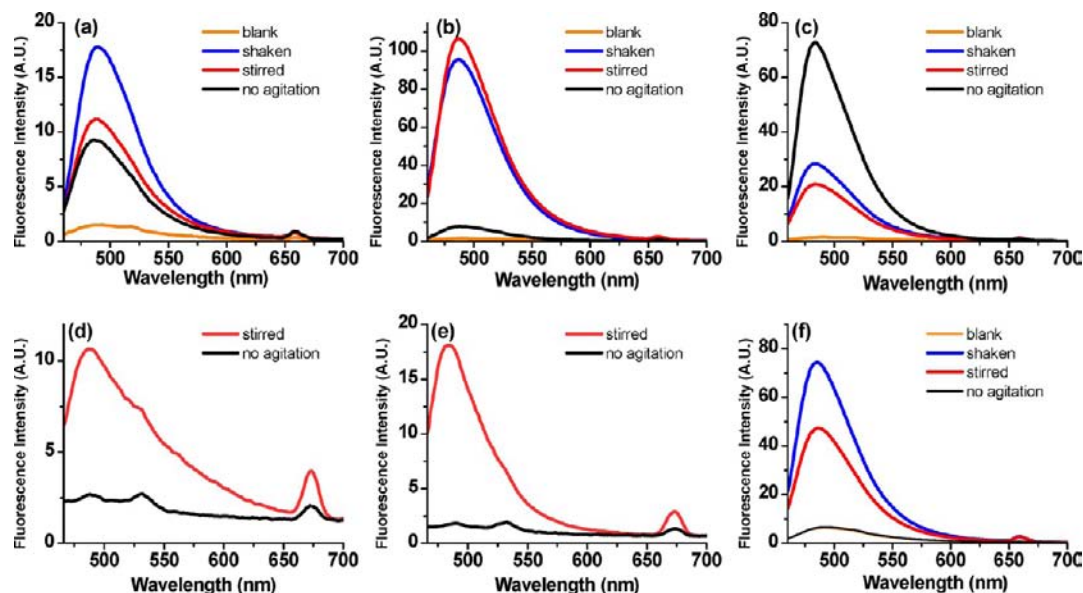 (a)
blank
shaken
stirred
no agitation
Fluorescence Intensity (A.U.)
20
15
10
5
0
500 550 600 650 700
Wavelength (nm)
(b)
blank
shaken
stirred
no agitation
Fluorescence Intensity (A.U.)
100
80
60
40
20
0
500 550 600 650 700
Wavelength (nm)
(c)
blank
shaken
stirred
no agitation
Fluorescence Intensity (A.U.)
80
60
40
20
0
500 550 600 650 700
Wavelength (nm)
(d)
stirred
no agitation
Fluorescence Intensity (A.U.)
10
5
0
500 550 600 650 700
Wavelength (nm)
(e)
stirred
no agitation
Fluorescence Intensity (A.U.)
20
15
10
5
0
500 550 600 650 700
Wavelength (nm)
(f)
blank
shaken
stirred
no agitation
Fluorescence Intensity (A.U.)
80
60
40
20
0
500 550 600 650 700
Wavelength (nm)